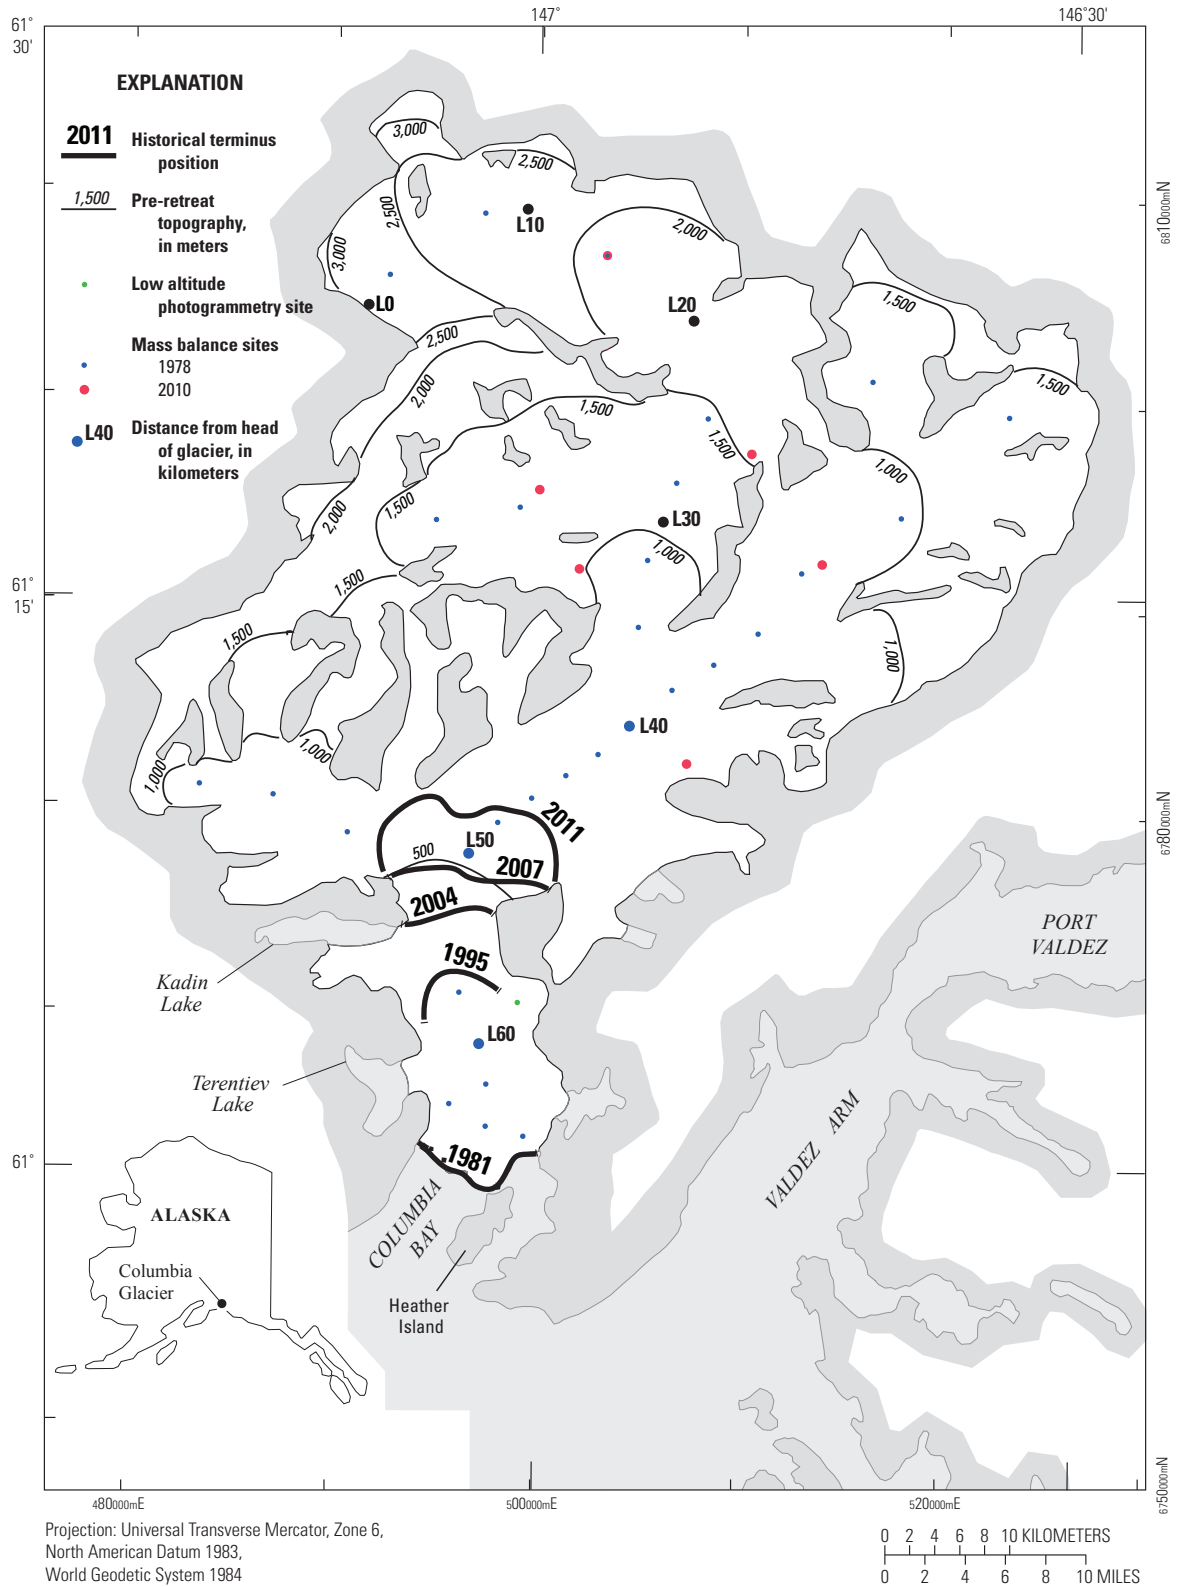 61°
30'
147°
146°30'
EXPLANATION
2011
Historical terminus
position
1,500
Pre-retreat
topography,
in meters
Low altitude
photogrammetry site
Mass balance sites
1978
2010
L40
Distance from head
of glacier, in
kilometers
3,000
2,500
2,500
3,000
L10
2,000
6810000mN
L0
L20
1,500
2,500
2,000
1,500
1,500
1,500
1,000
1,500
2,000
L30
1,000
61°
15'
1,500
1,500
1,000
L40
1,000
1,000
2011
L50
500
2007
6780000mN
2004
PORT
VALDEZ
1995
Kadin
Lake
L60
Terentiev
Lake
VALDEZ ARM
61°
1981
COLUMBIA
BAY
ALASKA
Columbia
Glacier
Heather
Island
6750000mN
480000mE
500000mE
520000mE
Projection: Universal Transverse Mercator, Zone 6,
North American Datum 1983,
World Geodetic System 1984
0 2 4 6 8 10 KILOMETERS
0 2 4 6 8 10 MILES